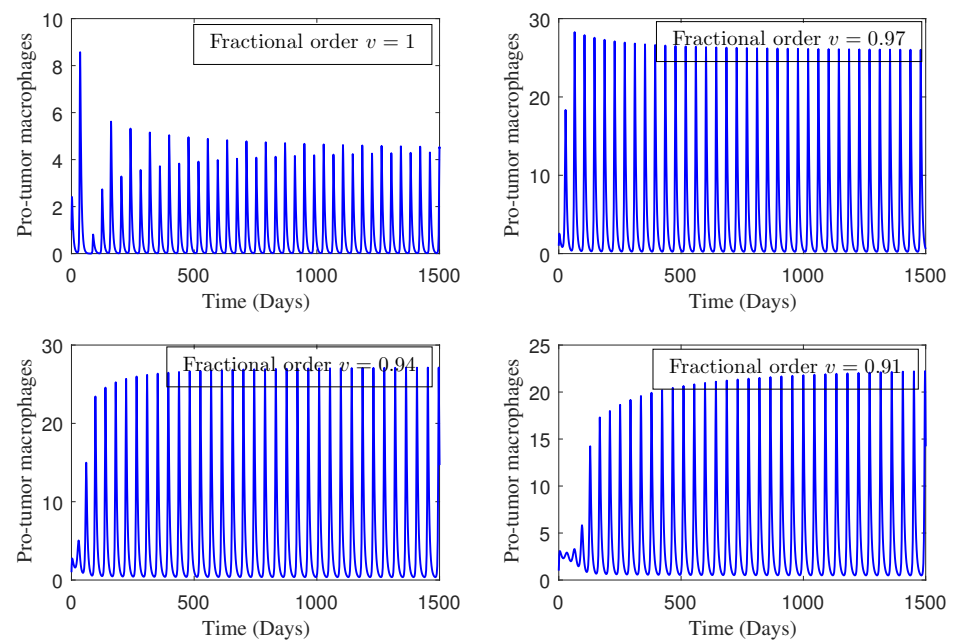 Fractional order v = 1
Pro-tumor macrophages
10
8
6
4
2
0
0 500 1000 1500
Time (Days)
Fractional order v = 0.97
Pro-tumor macrophages
30
20
10
0
0 500 1000 1500
Time (Days)
Fractional order v = 0.94
Pro-tumor macrophages
30
20
10
0
0 500 1000 1500
Time (Days)
Fractional order v = 0.91
Pro-tumor macrophages
25
20
15
10
5
0
0 500 1000 1500
Time (Days)